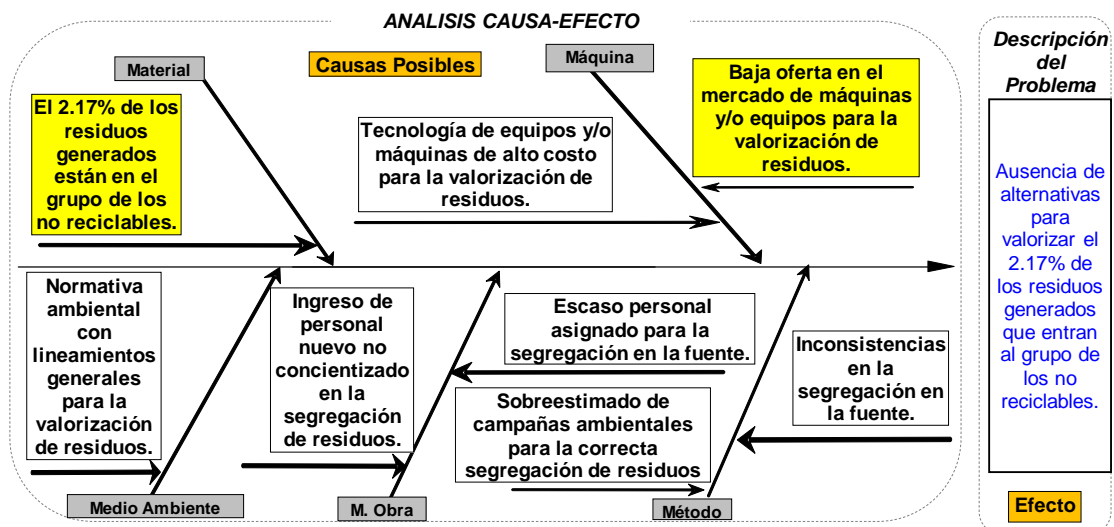 ANALISIS CAUSA-EFECTO
Material
Causas Posibles
Máquina
El 2.17% de los
residuos
generados
están en el
grupo de los
no reciclables.
Tecnología de equipos y/o
máquinas de alto costo
para la valorización de
residuos.
Baja oferta en el
mercado de máquinas
y/o equipos para la
valorización de
residuos.
Normativa
ambiental
con
lineamientos
generales
para la
valorización
de residuos.
Ingreso de
personal
nuevo no
concientizado
en la
segregación
de residuos.
Escaso personal
asignado para la
segregación en la fuente.
Sobreestimado de
campañas ambientales
para la correcta
segregación de residuos
Inconsistencias
en la
segregación en
la fuente.
Medio Ambiente
M. Obra
Método
Descripción
del
Problema
Ausencia de
alternativas
para
valorizar el
2.17% de
los residuos
generados
que entran
al grupo de
los no
reciclables.
Efecto